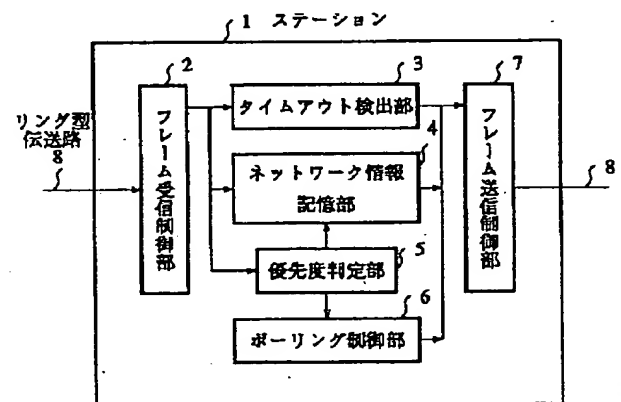 1 ステーション
2
3
7
リング型
伝送路
8
フレーム受信制御部
タイムアウト検出部
4
ネットワーク情報
記憶部
フレーム送信制御部
8
5
優先度判定部
6
ポーリング制御部